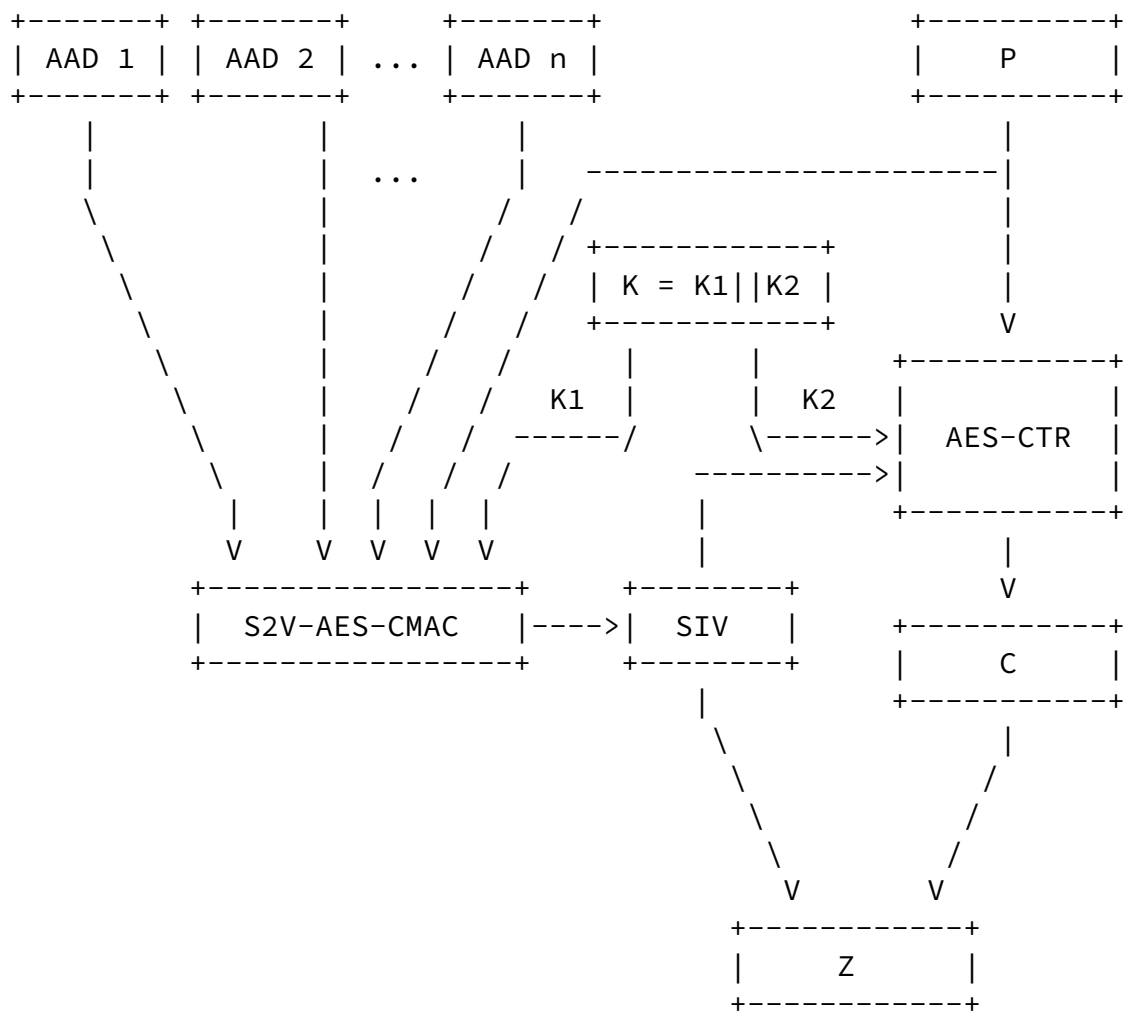 AAD 1 AAD 2 ... AAD n P
...
K = K1||K2
V
K1 K2
AES-CTR
V V V V V
V
S2V-AES-CMAC SIV
C
V V
Z